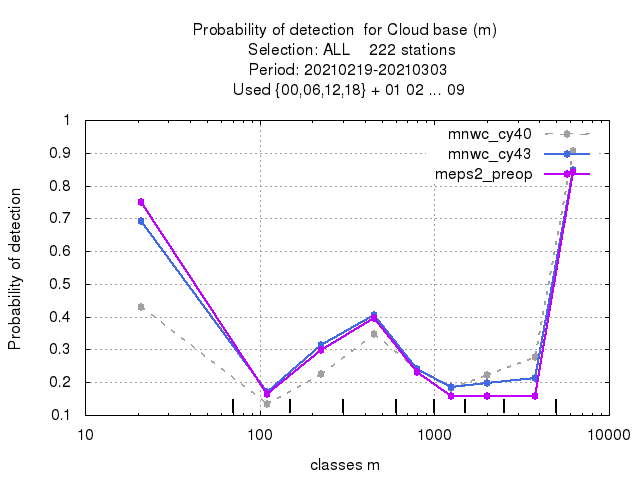 Probability of detection  for Cloud base (m)
Selection: ALL    222 stations
Period: 20210219-20210303
Used {00,06,12,18} + 01 02 ... 09
mnwc_cy40
mnwc_cy43
meps2_preop
1
0.9
0.8
0.7
0.6
0.5
0.4
0.3
0.2
0.1
Probability of detection
10
100
1000
10000
classes m